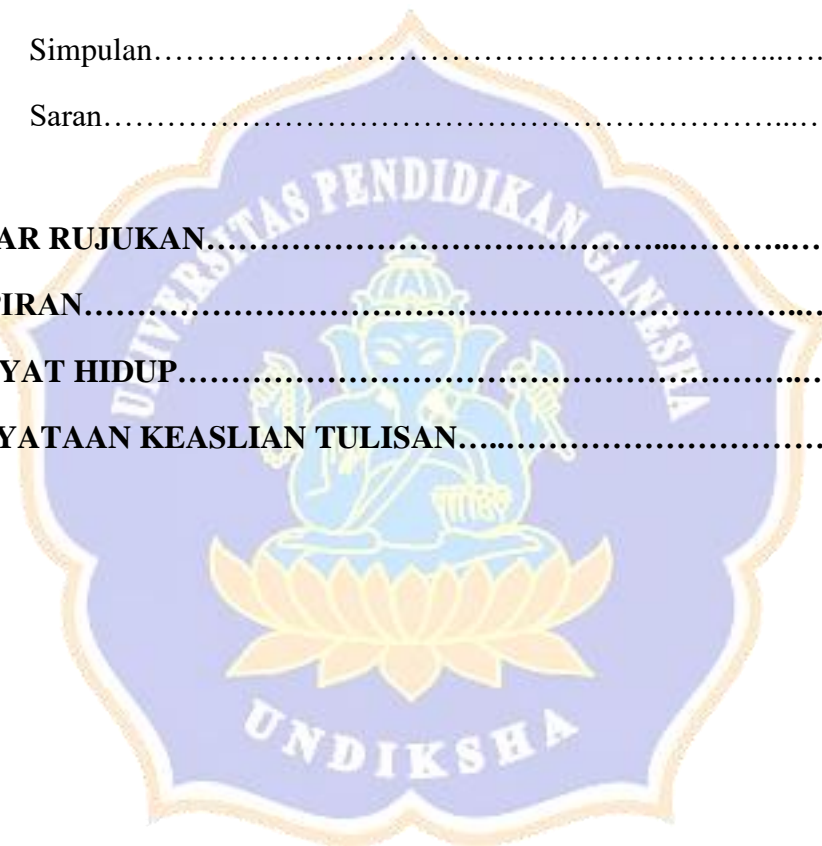 Simpulan…………………………………………………...….
Saran………………………………………………………..…
AR RUJUKAN……………………………………....………..…
PIRAN…………………………………………………………..…
YAT HIDUP…………………………………………………..…
YATAAN KEASLIAN TULISAN…..…………………………
UNIVERSITAS PENDIDIKAN GANESHA
UNDIKSHA